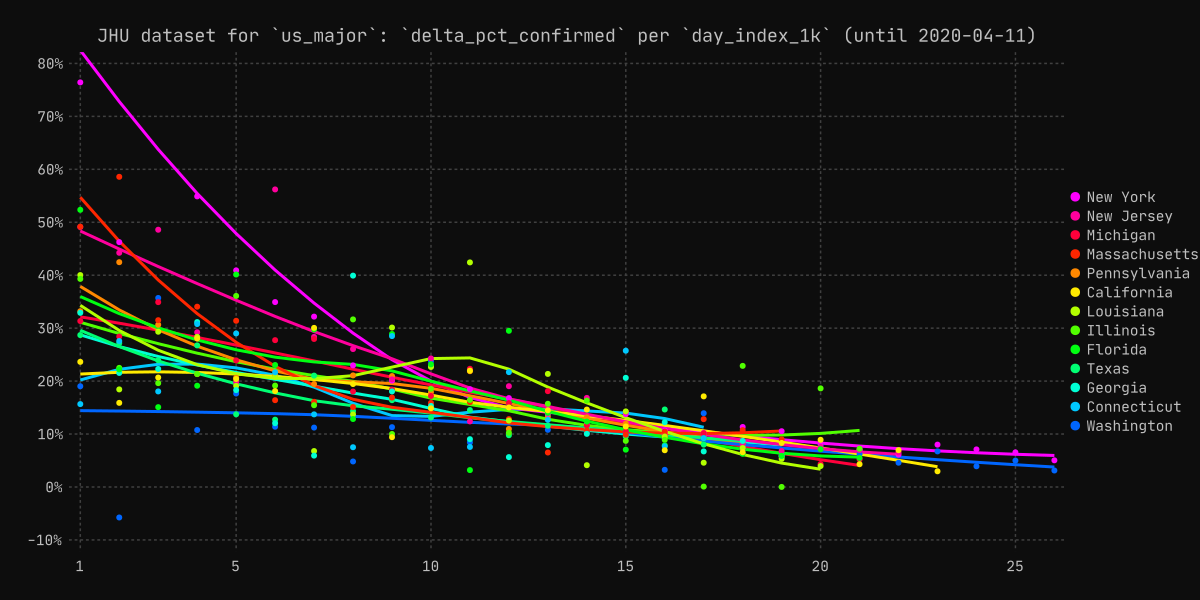 JHU dataset for `us_major`: `delta_pct_confirmed` per `day_index_1k` (until 2020-04-11)
80%
70%
60%
50%
40%
30%
20%
10%
0%
-10%
1 5 10 15 20 25
New York
New Jersey
Michigan
Massachusetts
Pennsylvania
California
Louisiana
Illinois
Florida
Texas
Georgia
Connecticut
Washington